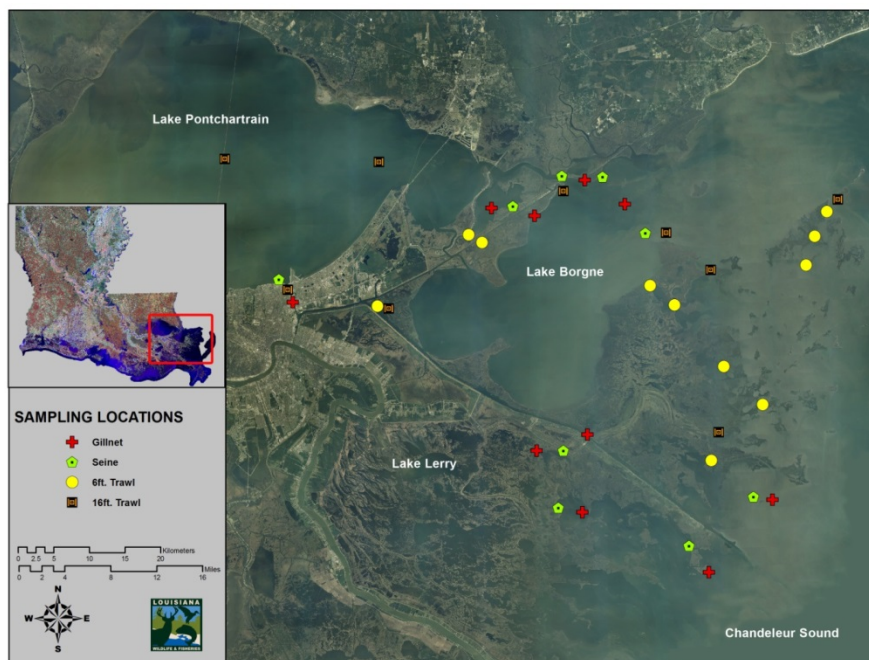 Lake Pontchartrain
Lake Borgne
Lake Lerry
Chandeleur Sound
SAMPLING LOCATIONS
Gillnet
Seine
6ft. Trawl
16ft. Trawl
Kilometers
0 2.5 5 10 15 20
Miles
0 2 4 8 12 16
N
W E
S
LOUISIANA
WILDLIFE & FISHERIES